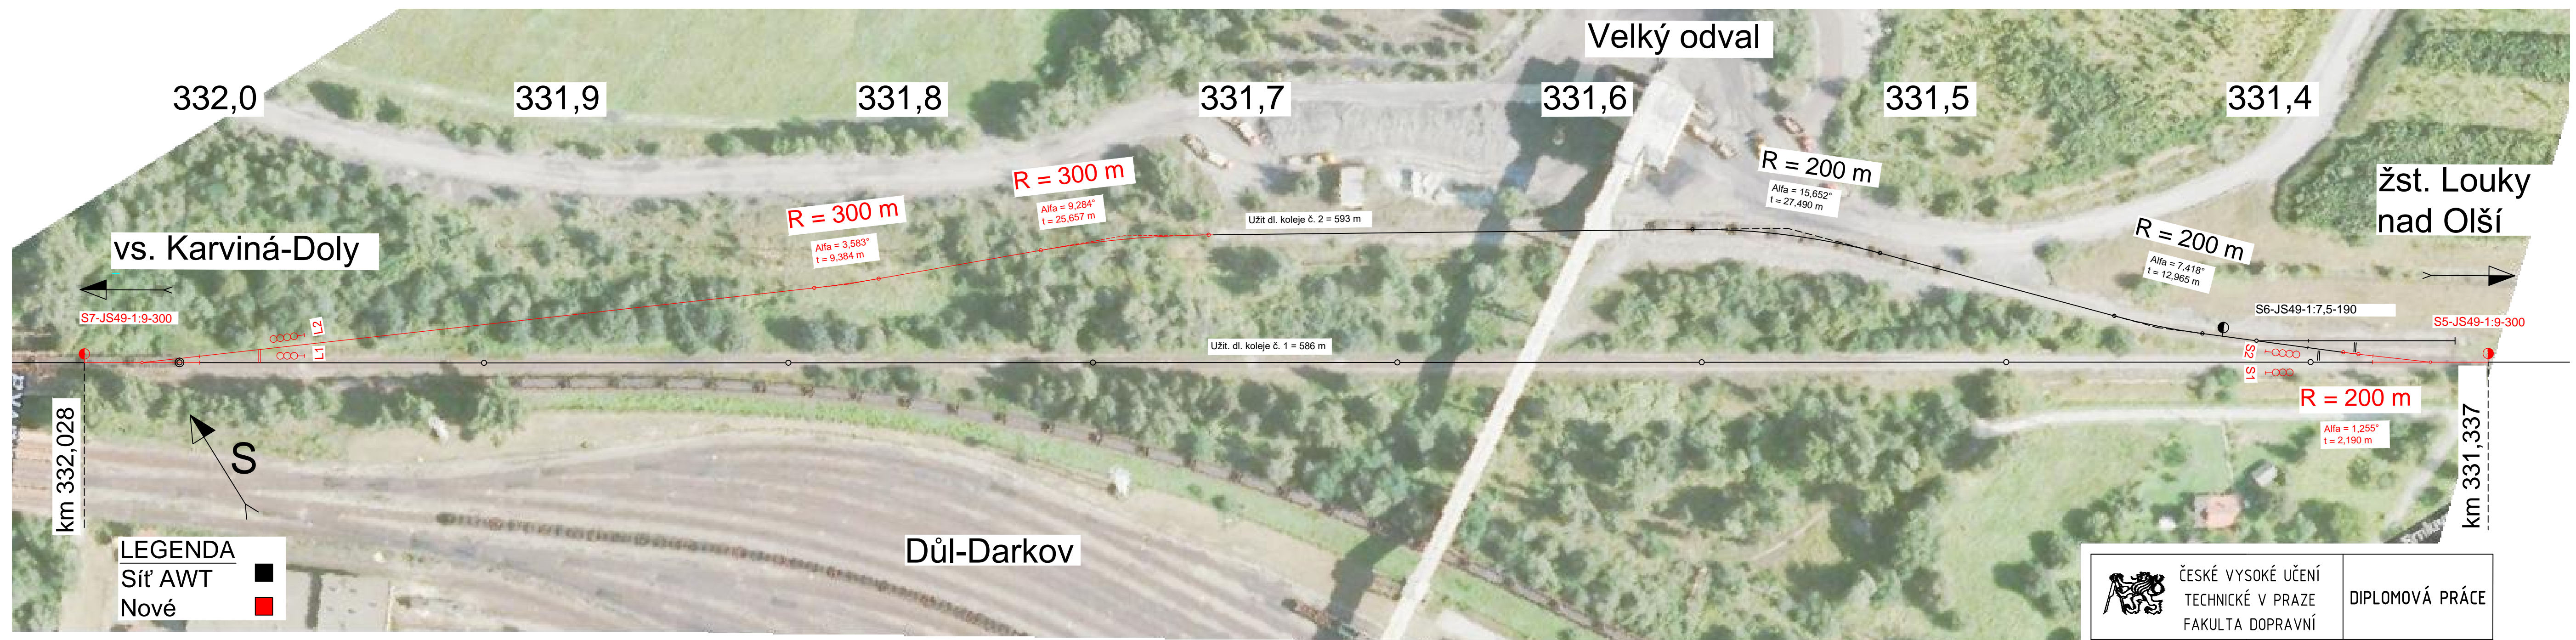 Velký odval
332,0
331,9
331,8
331,7
331,6
331,5
331,4
žst. Louky
nad Olší
vs. Karviná-Doly
R = 300 m
Alfa = 3,583°
t = 9,384 m
R = 300 m
Alfa = 9,284°
t = 25,657 m
Užit dl. koleje č. 2 = 593 m
R = 200 m
Alfa = 15,652°
t = 27,490 m
R = 200 m
Alfa = 7,418°
t = 12,965 m
S7-JS49-1:9-300
L2
L1
Užit. dl. koleje č. 1 = 586 m
S6-JS49-1:7,5-190
S5-JS49-1:9-300
S2
S1
R = 200 m
Alfa = 1,255°
t = 2,190 m
km 332,028
km 331,337
S
Důl-Darkov
LEGENDA
Síť AWT
Nové
ČESKÉ VYSOKÉ UČENÍ
TECHNICKÉ V PRAZE
FAKULTA DOPRAVNÍ
DIPLOMOVÁ PRÁCE